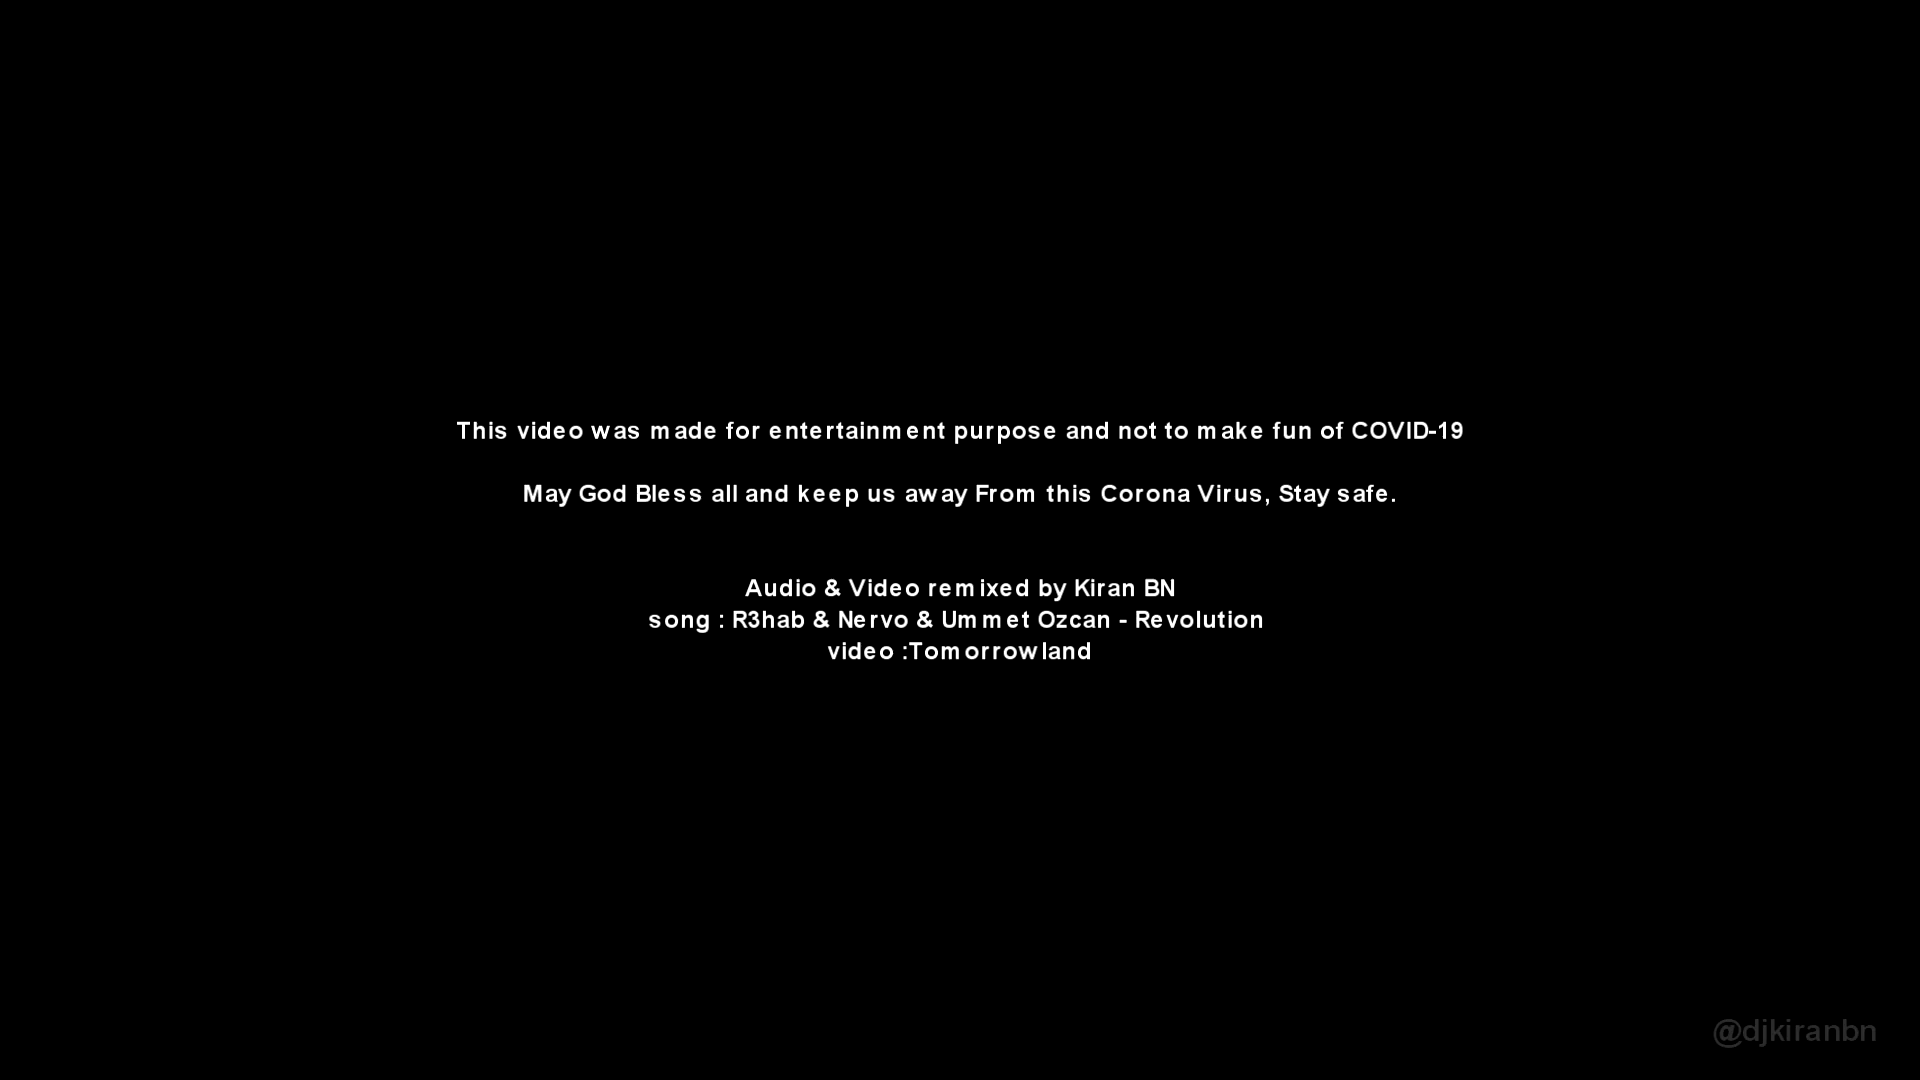 This video was made for entertainment purpose and not to make fun of COVID-19
May God Bless all and keep us away From this Corona Virus, Stay safe.
Audio & Video remixed by Kiran BN
song : R3hab & Nervo & Ummet Ozcan - Revolution
video :Tomorrowland
@djkiranbn